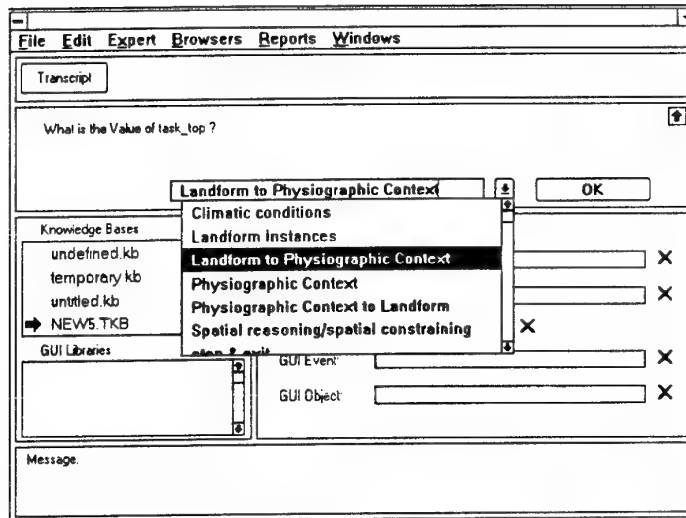 File Edit Expert Browsers Reports Windows
Transcript
What is the Value of task_top ?
Landform to Physiographic Context
OK
Climatic conditions
Landform Instances
Landform to Physiographic Context
Physiographic Context
Physiographic Context to Landform
Spatial reasoning/spatial constraining
stop & exit
Knowledge Bases
undefined.kb
temporary kb
untitled.kb
NEW5.TKB
GUI Libraries
GUI Event:
GUI Object:
Message.